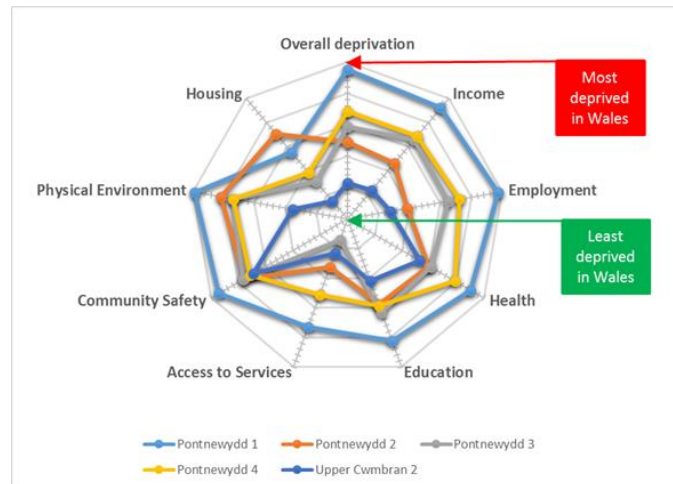 Overall deprivation
Most
deprived
in Wales
Housing
Income
Physical Environment
Employment
Least
deprived
in Wales
Community Safety
Health
Access to Services
Education
Pontnewydd 1
Pontnewydd 2
Pontnewydd 3
Pontnewydd 4
Upper Cwmbran 2